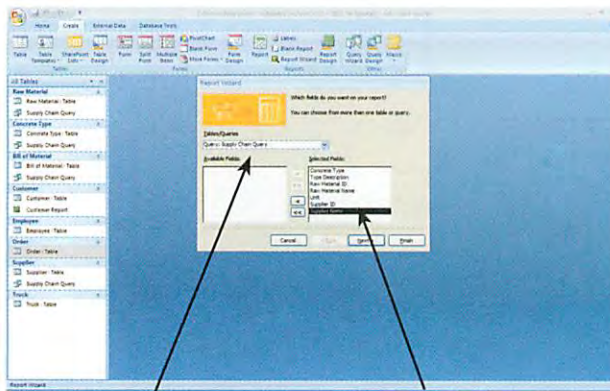 Home Create External Data Database Tools
Table Table Templates SharePoint Lists Table Design Form Split Form Multiple Items PivotChart Blank Form More Forms Form Design Report Labels Blank Report Report Wizard Report Design Query Wizard Query Design Macro
Tables Forms Reports Other
All Tables
Raw Material
Raw Material : Table
Supply Chain Query
Concrete Type
Concrete Type : Table
Supply Chain Query
Bill of Material
Bill of Material : Table
Supply Chain Query
Customer
Customer : Table
Customer Report
Employee
Employee : Table
Order
Order : Table
Supplier
Supplier : Table
Supply Chain Query
Truck
Truck : Table
Report Wizard
Which fields do you want on your report?
You can choose from more than one table or query.
Tables/Queries
Query: Supply Chain Query
Available Fields:
Selected Fields:
Concrete Type
Type Description
Raw Material ID
Raw Material Name
Unit
Supplier ID
Supplier Name
Cancel < Back Next > Finish
Report Wizard